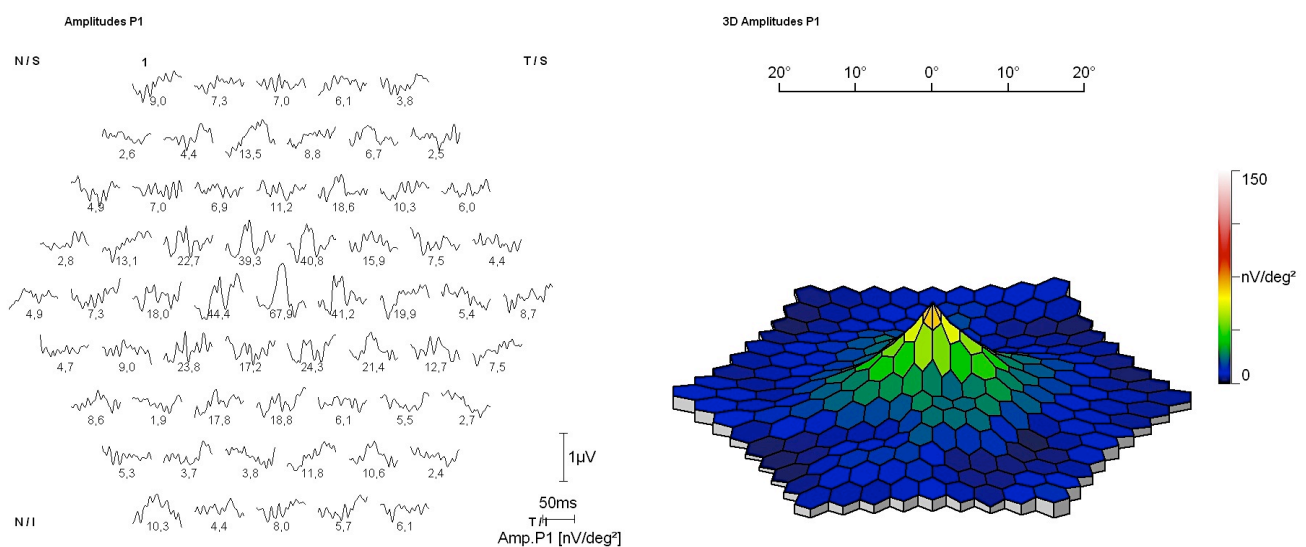 Amplitudes P1
3D Amplitudes P1
N / S
1
T / S
20° 10° 0° 10° 20°
9,0 7,3 7,0 6,1 3,8
2,6 4,4 13,5 8,8 6,7 2,5
4,9 7,0 6,9 11,2 18,6 10,3 6,0
150
2,8 13,1 22,7 39,3 40,8 15,9 7,5 4,4
nV/deg²
4,9 7,3 18,0 44,4 67,9 41,2 19,9 5,4 8,7
4,7 9,0 23,8 17,2 24,3 21,4 12,7 7,5
0
8,6 1,9 17,8 18,8 6,1 5,5 2,7
5,3 3,7 3,8 11,8 10,6 2,4
1µV
50ms
10,3 4,4 8,0 5,7 6,1
N / I
T / I
Amp.P1 [nV/deg²]